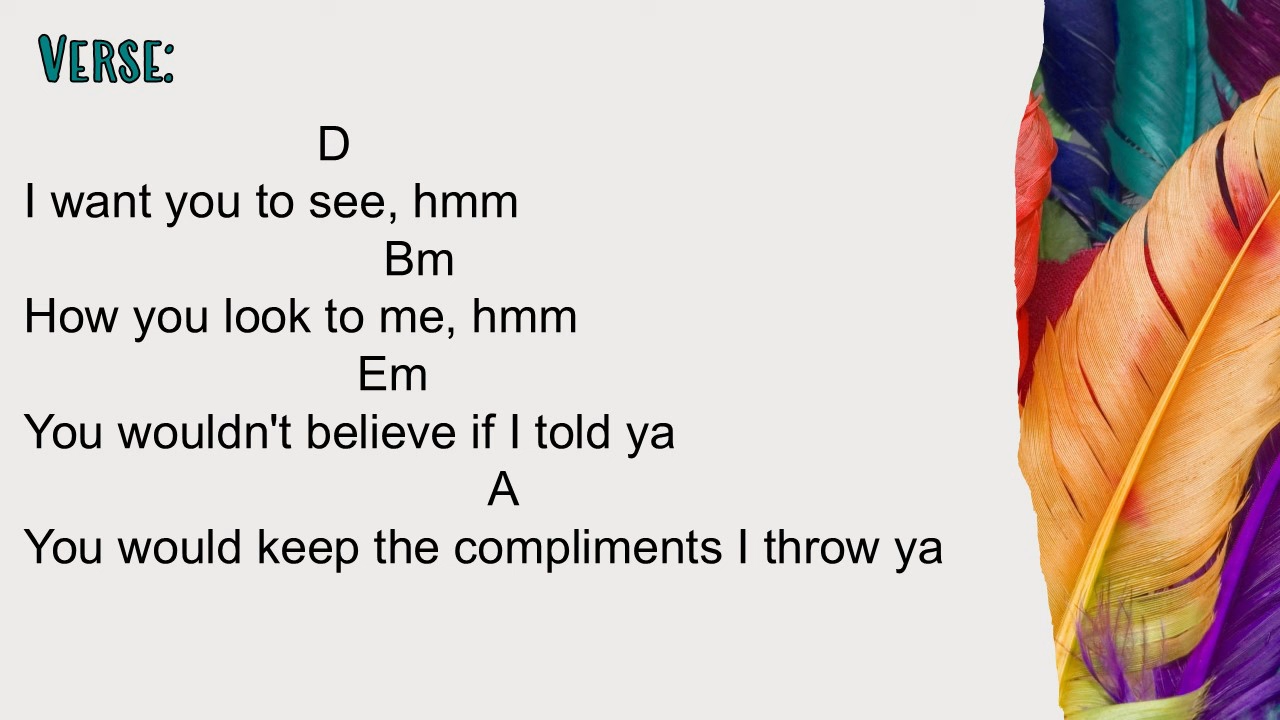 VERSE:
D
I want you to see, hmm
Bm
How you look to me, hmm
Em
You wouldn't believe if I told ya
A
You would keep the compliments I throw ya